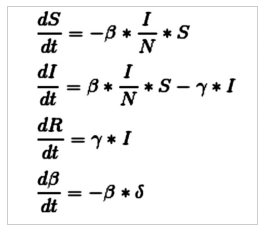 dS/dt = −β * I/N * S
dI/dt = β * I/N * S − γ * I
dR/dt = γ * I
dβ/dt = −β * δ